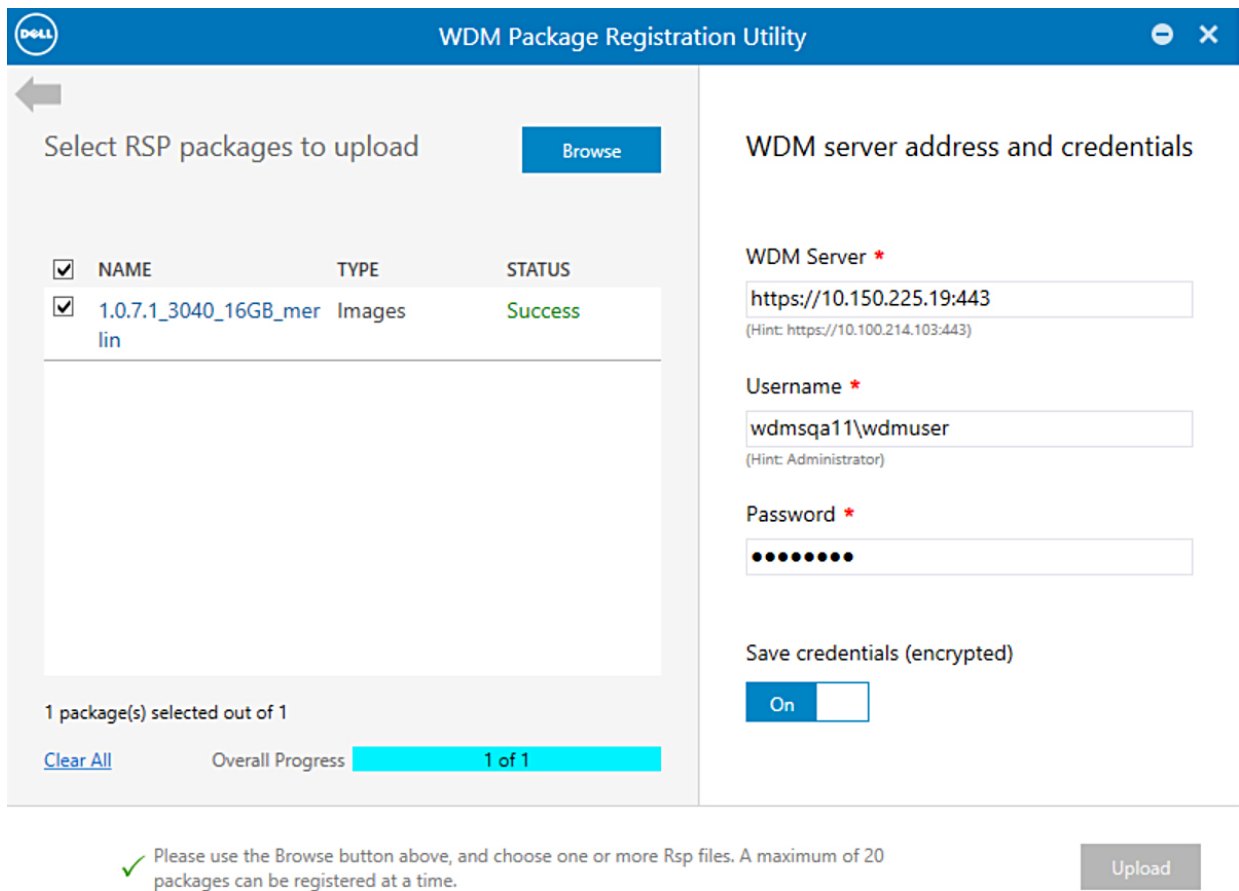 DELL
WDM Package Registration Utility
Select RSP packages to upload
Browse
NAME TYPE STATUS
1.0.7.1_3040_16GB_mer Images Success
lin
1 package(s) selected out of 1
Clear All Overall Progress 1 of 1
WDM server address and credentials
WDM Server *
https://10.150.225.19:443
(Hint: https://10.100.214.103:443)
Username *
wdmsqa11\wdmuser
(Hint: Administrator)
Password *
●●●●●●●●
Save credentials (encrypted)
On
Please use the Browse button above, and choose one or more Rsp files. A maximum of 20
packages can be registered at a time.
Upload